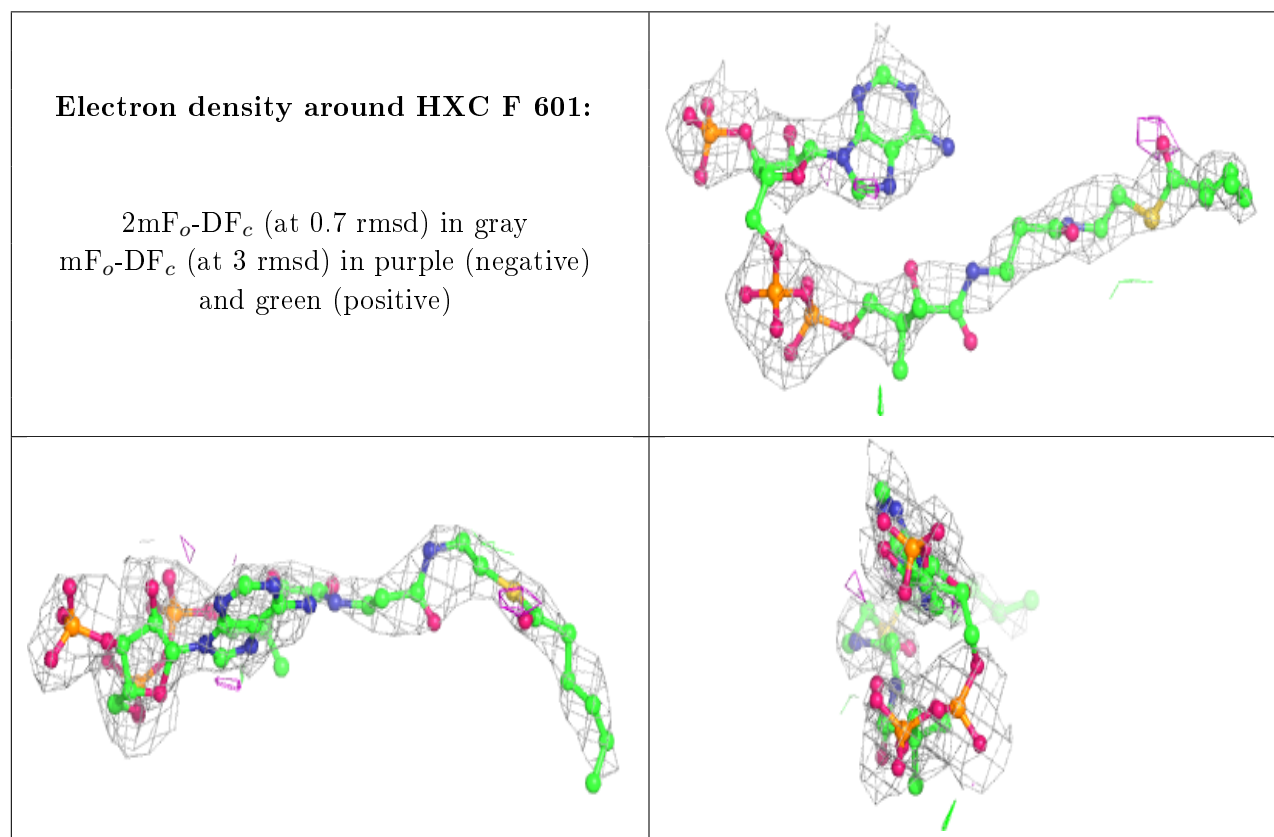 Electron density around HXC F 601:
2mFo-DFc (at 0.7 rmsd) in gray
mFo-DFc (at 3 rmsd) in purple (negative)
and green (positive)